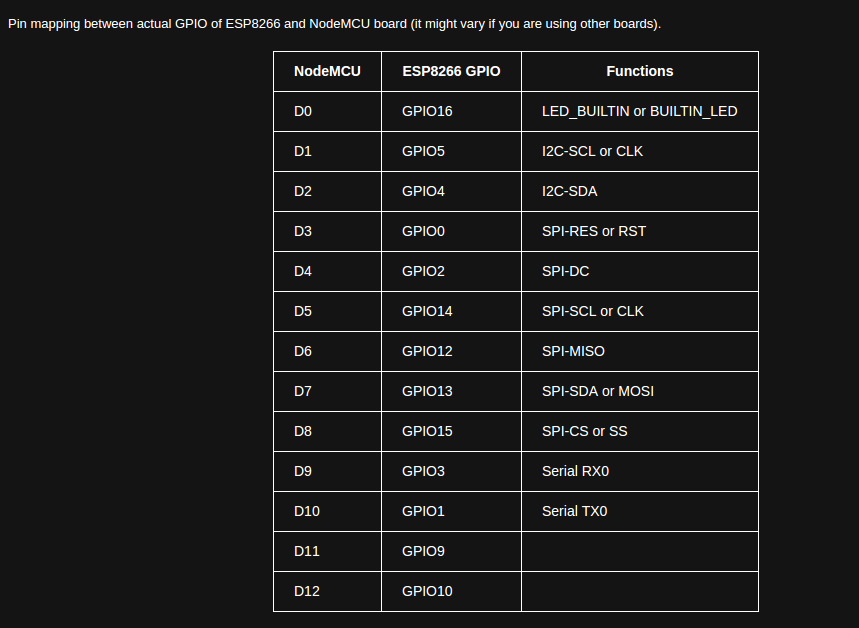 Pin mapping between actual GPIO of ESP8266 and NodeMCU board (it might vary if you are using other boards).
NodeMCU ESP8266 GPIO Functions
D0 GPIO16 LED_BUILTIN or BUILTIN_LED
D1 GPIO5 I2C-SCL or CLK
D2 GPIO4 I2C-SDA
D3 GPIO0 SPI-RES or RST
D4 GPIO2 SPI-DC
D5 GPIO14 SPI-SCL or CLK
D6 GPIO12 SPI-MISO
D7 GPIO13 SPI-SDA or MOSI
D8 GPIO15 SPI-CS or SS
D9 GPIO3 Serial RX0
D10 GPIO1 Serial TX0
D11 GPIO9
D12 GPIO10